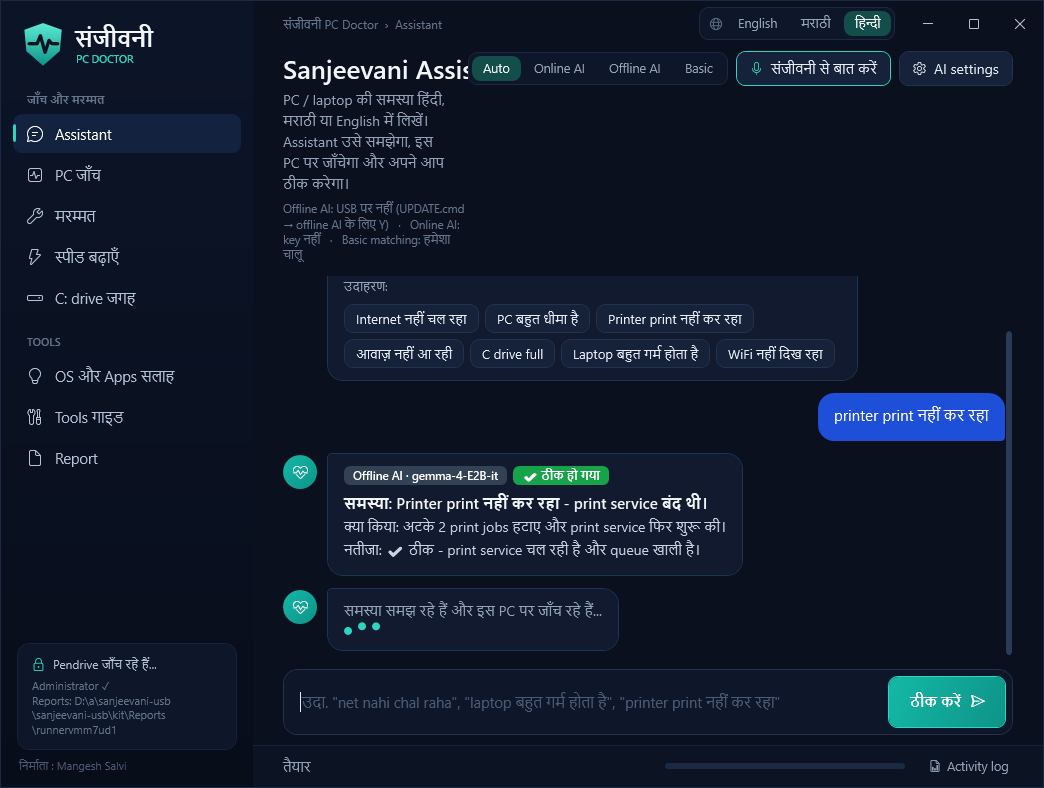 संजीवनी
PC DOCTOR
जाँच और मरम्मत
Assistant
PC जाँच
मरम्मत
स्पीड बढ़ाएँ
C: drive जगह
TOOLS
OS और Apps सलाह
Tools गाइड
Report
Pendrive जाँच रहे हैं...
Administrator ✓
Reports: D:\a\sanjeevani-usb
\sanjeevani-usb\kit\Reports
\runnervmm7ud1
निर्माता : Mangesh Salvi
संजीवनी PC Doctor › Assistant
English मराठी हिन्दी
Sanjeevani Assis
Auto Online AI Offline AI Basic
संजीवनी से बात करें
AI settings
PC / laptop की समस्या हिंदी,
मराठी या English में लिखें।
Assistant उसे समझेगा, इस
PC पर जाँचेगा और अपने आप
ठीक करेगा।
Offline AI: USB पर नहीं (UPDATE.cmd
→ offline AI के लिए Y) · Online AI:
key नहीं · Basic matching: हमेशा
चालू
उदाहरण:
Internet नहीं चल रहा PC बहुत धीमा है Printer print नहीं कर रहा
आवाज़ नहीं आ रही C drive full Laptop बहुत गर्म होता है WiFi नहीं दिख रहा
printer print नहीं कर रहा
Offline AI · gemma-4-E2B-it ✔ ठीक हो गया
समस्या: Printer print नहीं कर रहा - print service बंद थी।
क्या किया: अटके 2 print jobs हटाए और print service फिर शुरू की।
नतीजा: ✔ ठीक - print service चल रही है और queue खाली है।
समस्या समझ रहे हैं और इस PC पर जाँच रहे हैं...
उदा. "net nahi chal raha", "laptop बहुत गर्म होता है", "printer print नहीं कर रहा"
ठीक करें
तैयार
Activity log